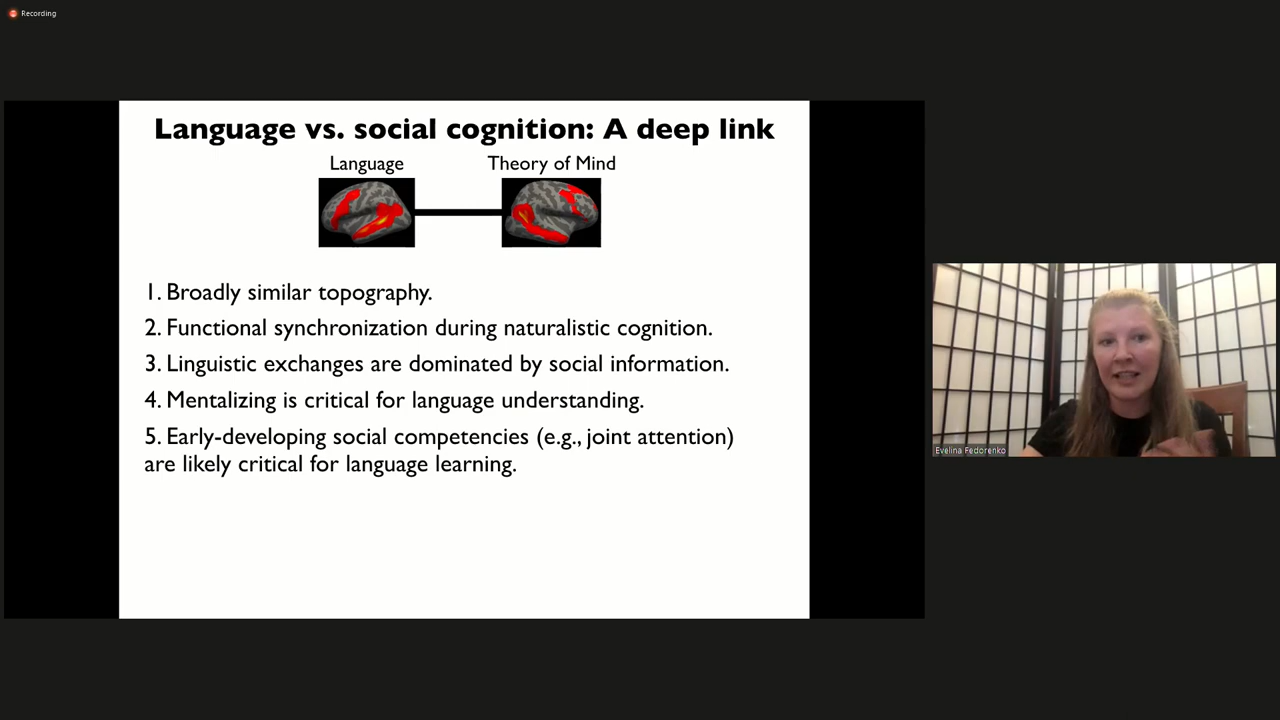 Recording
Language vs. social cognition: A deep link
Language
Theory of Mind
1. Broadly similar topography.
2. Functional synchronization during naturalistic cognition.
3. Linguistic exchanges are dominated by social information.
4. Mentalizing is critical for language understanding.
5. Early-developing social competencies (e.g., joint attention)
are likely critical for language learning.
Evelina Fedorenko